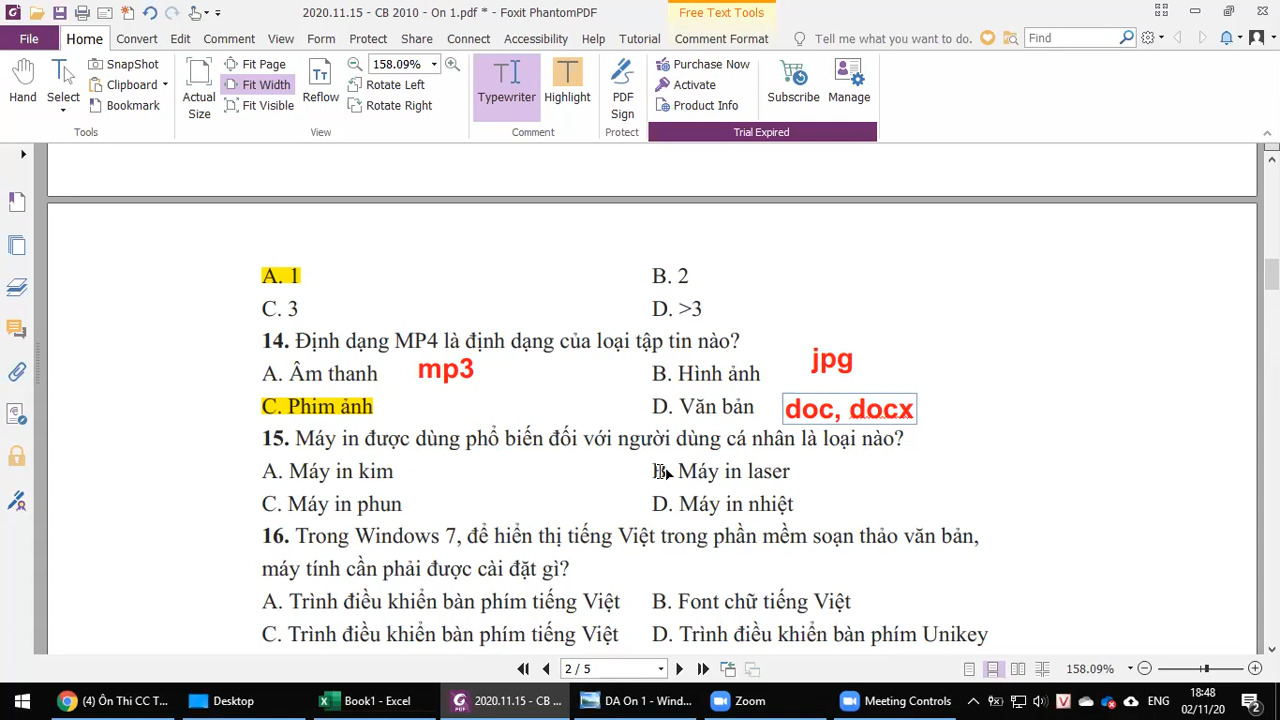 2020.11.15 - CB 2010 - On 1.pdf * - Foxit PhantomPDF
Free Text Tools
File Home Convert Edit Comment View Form Protect Share Connect Accessibility Help Tutorial Comment Format Tell me what you want to do... Find
SnapShot
Clipboard
Bookmark
Hand
Select
Tools
Actual Size
Fit Page
Fit Width
Fit Visible
Reflow
158.09%
Rotate Left
Rotate Right
View
Typewriter
Highlight
Comment
PDF Sign
Protect
Purchase Now
Activate
Product Info
Subscribe
Manage
Trial Expired
A. 1 B. 2
C. 3 D. >3
14. Định dạng MP4 là định dạng của loại tập tin nào?
A. Âm thanh mp3 B. Hình ảnh jpg
C. Phim ảnh D. Văn bản doc, docx
15. Máy in được dùng phổ biến đối với người dùng cá nhân là loại nào?
A. Máy in kim B. Máy in laser
C. Máy in phun D. Máy in nhiệt
16. Trong Windows 7, để hiển thị tiếng Việt trong phần mềm soạn thảo văn bản,
máy tính cần phải được cài đặt gì?
A. Trình điều khiển bàn phím tiếng Việt B. Font chữ tiếng Việt
C. Trình điều khiển bàn phím tiếng Việt D. Trình điều khiển bàn phím Unikey
2 / 5 158.09%
(4) Ôn Thi CC T... Desktop Book1 - Excel 2020.11.15 - CB ... DA On 1 - Wind... Zoom Meeting Controls V ENG 18:48
02/11/20 2